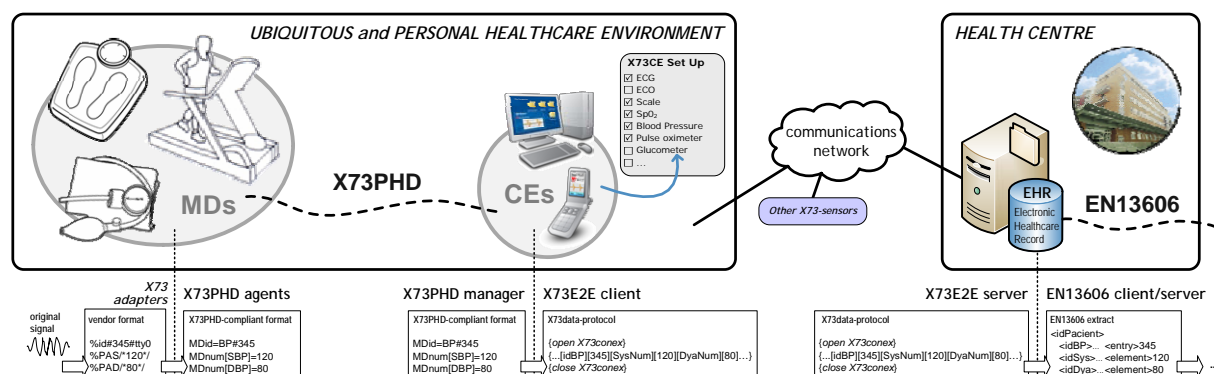 UBIQUITOUS and PERSONAL HEALTHCARE ENVIRONMENT
HEALTH CENTRE
X73CE Set Up
ECG
ECO
Scale
SpO₂
Blood Pressure
Pulse oximeter
Glucometer
...
communications
network
Other X73-sensors
X73PHD
MDs
CEs
EHR
Electronic
Healthcare
Record
EN13606
X73
adapters
X73PHD agents
X73PHD manager
X73E2E client
X73E2E server
EN13606 client/server
original
signal
vendor format
%id#345#tty0
%PAS/*120*/
%PAD/*80*/
X73PHD-compliant format
MDid=BP#345
MDnum[SBP]=120
MDnum[DBP]=80
X73PHD-compliant format
MDid=BP#345
MDnum[SBP]=120
MDnum[DBP]=80
X73data-protocol
{open X73conex}
{...[idBP][345][SysNum][120][DyaNum][80]...}
{close X73conex}
X73data-protocol
{open X73conex}
{...[idBP][345][SysNum][120][DyaNum][80]...}
{close X73conex}
EN13606 extract
<idPacient>
<idBP>... <entry>345
<idSys>... <element>120
<idDya>... <element>80